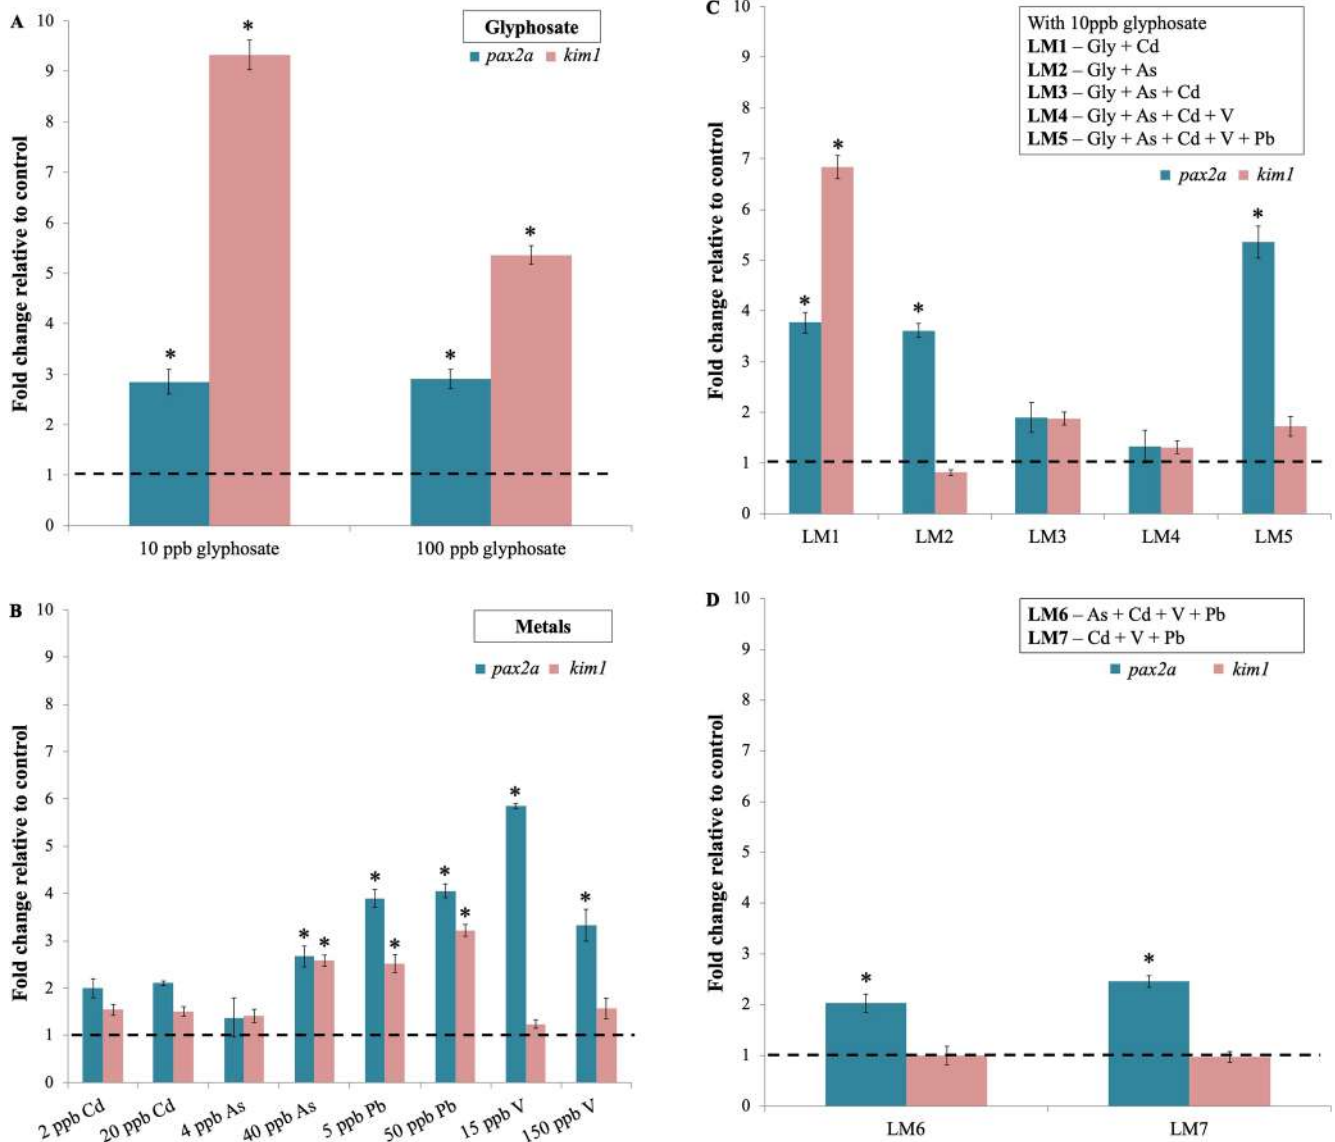 A
Glyphosate
pax2a kim1
Fold change relative to control
10
9
8
7
6
5
4
3
2
1
0
* * * *
10 ppb glyphosate 100 ppb glyphosate
C
With 10ppb glyphosate
LM1 – Gly + Cd
LM2 – Gly + As
LM3 – Gly + As + Cd
LM4 – Gly + As + Cd + V
LM5 – Gly + As + Cd + V + Pb
pax2a kim1
Fold change relative to control
10
9
8
7
6
5
4
3
2
1
0
* * * *
LM1 LM2 LM3 LM4 LM5
B
Metals
pax2a kim1
Fold change relative to control
10
9
8
7
6
5
4
3
2
1
0
* * * * * * * *
2 ppb Cd 20 ppb Cd 4 ppb As 40 ppb As 5 ppb Pb 50 ppb Pb 15 ppb V 150 ppb V
D
LM6 – As + Cd + V + Pb
LM7 – Cd + V + Pb
pax2a kim1
Fold change relative to control
10
9
8
7
6
5
4
3
2
1
0
* *
LM6 LM7